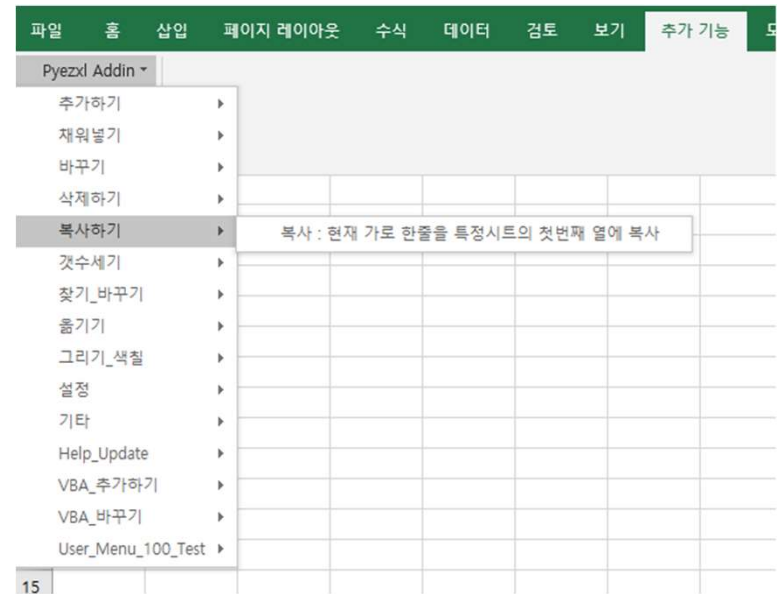 파일 홈 삽입 페이지 레이아웃 수식 데이터 검토 보기 추가 기능
Pyezxl Addin
추가하기
채워넣기
바꾸기
삭제하기
복사하기 복사 : 현재 가로 한줄을 특정시트의 첫번째 열에 복사
갯수세기
찾기_바꾸기
옮기기
그리기_색칠
설정
기타
Help_Update
VBA_추가하기
VBA_바꾸기
User_Menu_100_Test
15